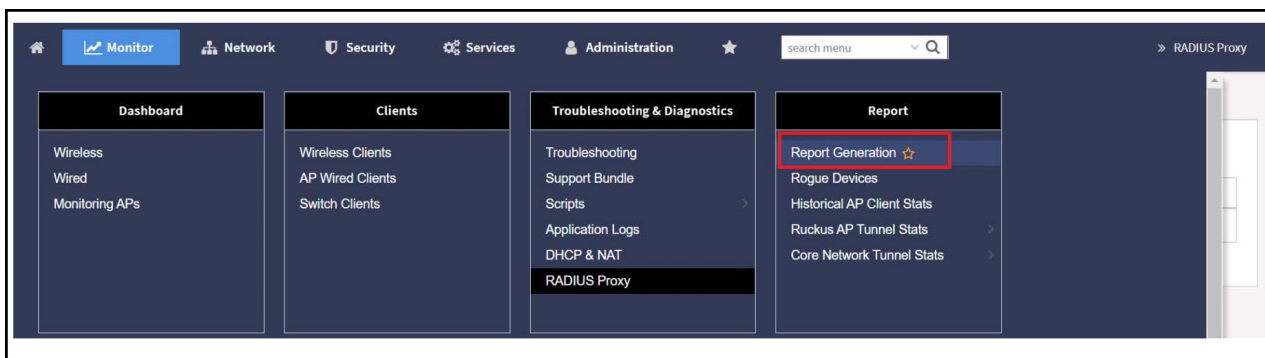 Monitor
Network
Security
Services
Administration
search menu
» RADIUS Proxy
Dashboard
Wireless
Wired
Monitoring APs
Clients
Wireless Clients
AP Wired Clients
Switch Clients
Troubleshooting & Diagnostics
Troubleshooting
Support Bundle
Scripts
Application Logs
DHCP & NAT
RADIUS Proxy
Report
Report Generation
Rogue Devices
Historical AP Client Stats
Ruckus AP Tunnel Stats
Core Network Tunnel Stats